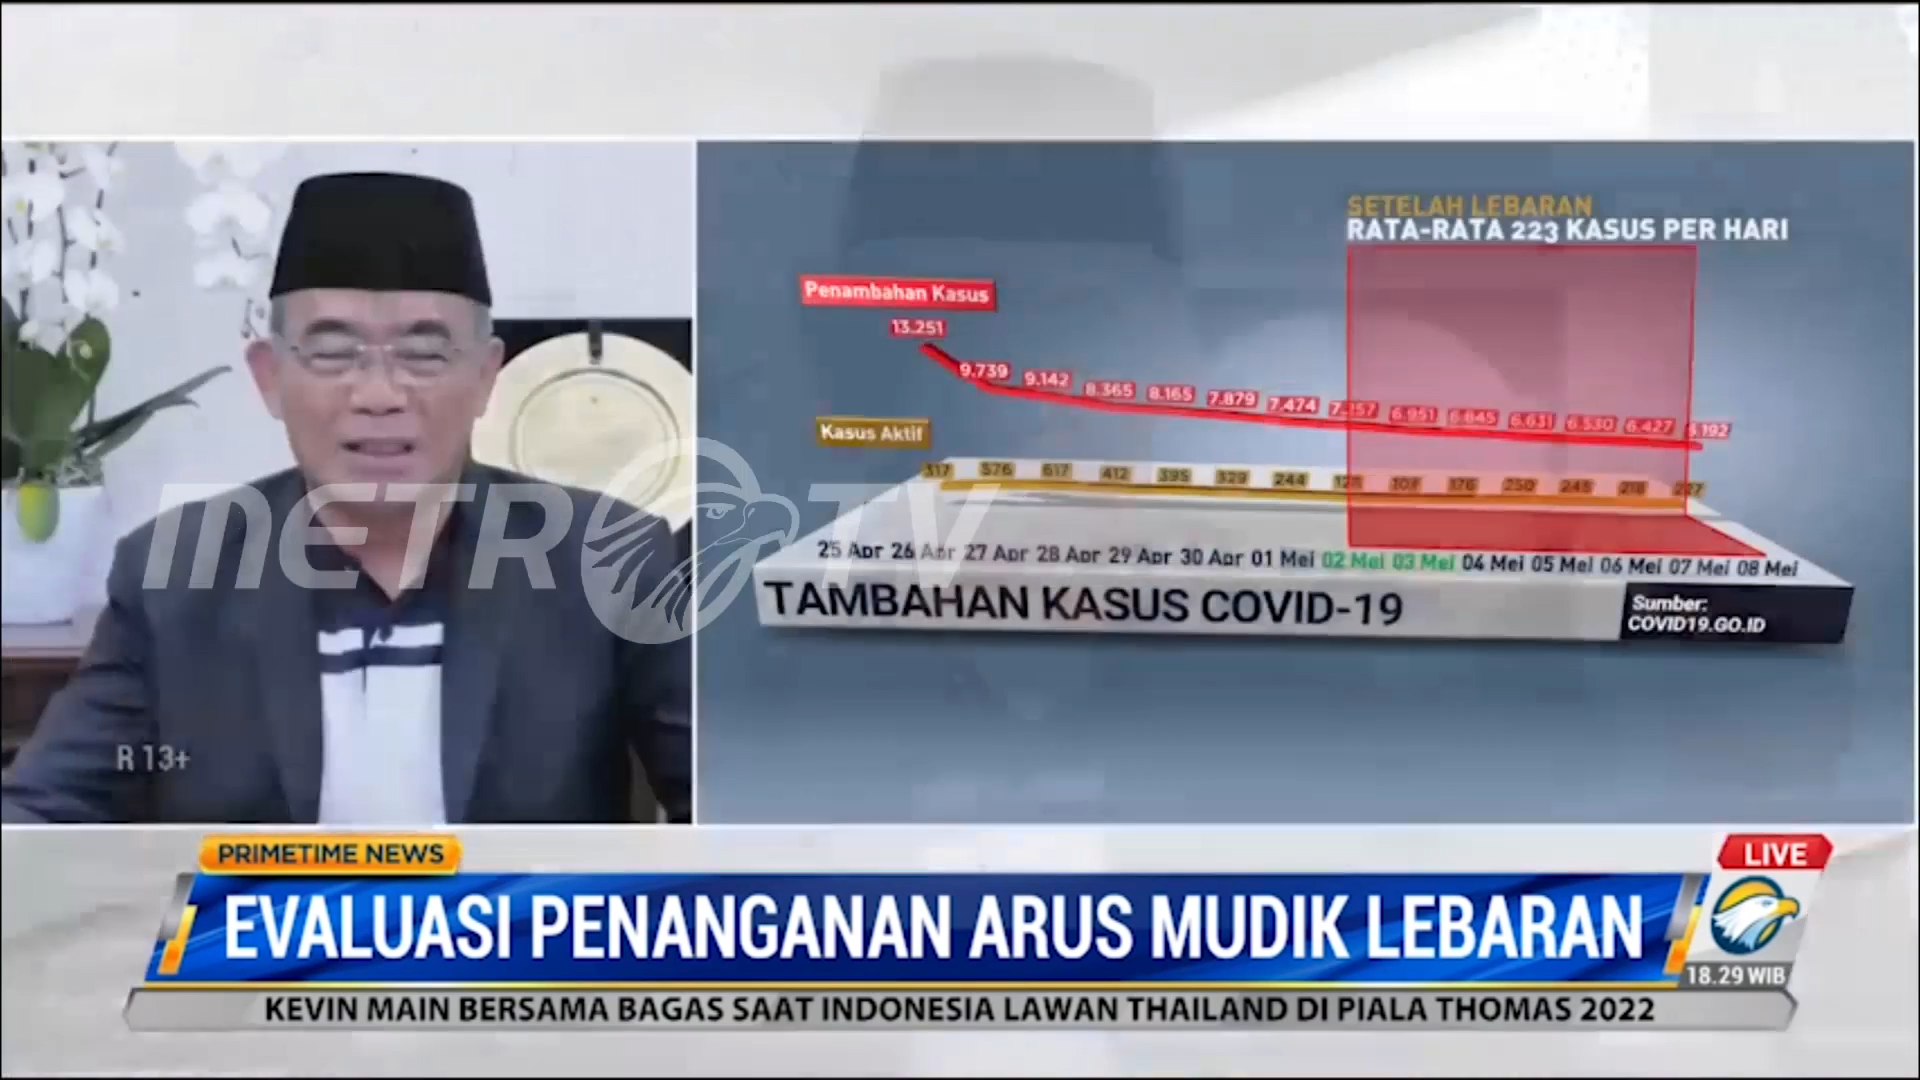 SETELAH LEBARAN
RATA-RATA 223 KASUS PER HARI
Penambahan Kasus
13.251
9.739 9.142 8.365 8.165 7.879 7.474 6.951 6.845 6.631 6.530 6.427
Kasus Aktif
317 576 617 412 395 329 244 176 250 245 218
25 Apr 26 Apr 27 Apr 28 Apr 29 Apr 30 Apr 01 Mei 02 Mei 03 Mei 04 Mei 05 Mei 06 Mei 07 Mei 08 Mei
TAMBAHAN KASUS COVID-19
Sumber:
COVID19.GO.ID
METRO TV
R 13+
PRIMETIME NEWS
LIVE
EVALUASI PENANGANAN ARUS MUDIK LEBARAN
18.29 WIB
KEVIN MAIN BERSAMA BAGAS SAAT INDONESIA LAWAN THAILAND DI PIALA THOMAS 2022